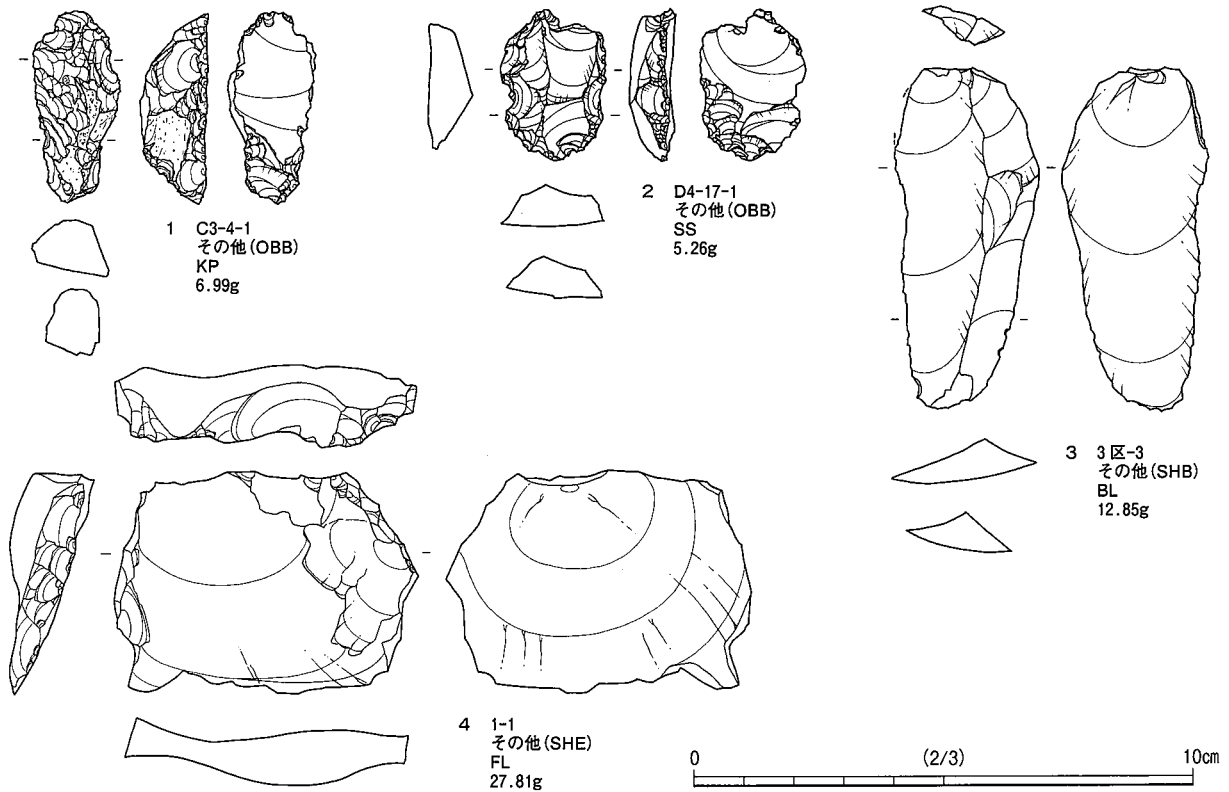 1 C3-4-1
その他(OBB)
KP
6.99g
2 D4-17-1
その他(OBB)
SS
5.26g
3 3区-3
その他(SHB)
BL
12.85g
4 1-1
その他(SHE)
FL
27.81g
0 (2/3) 10cm